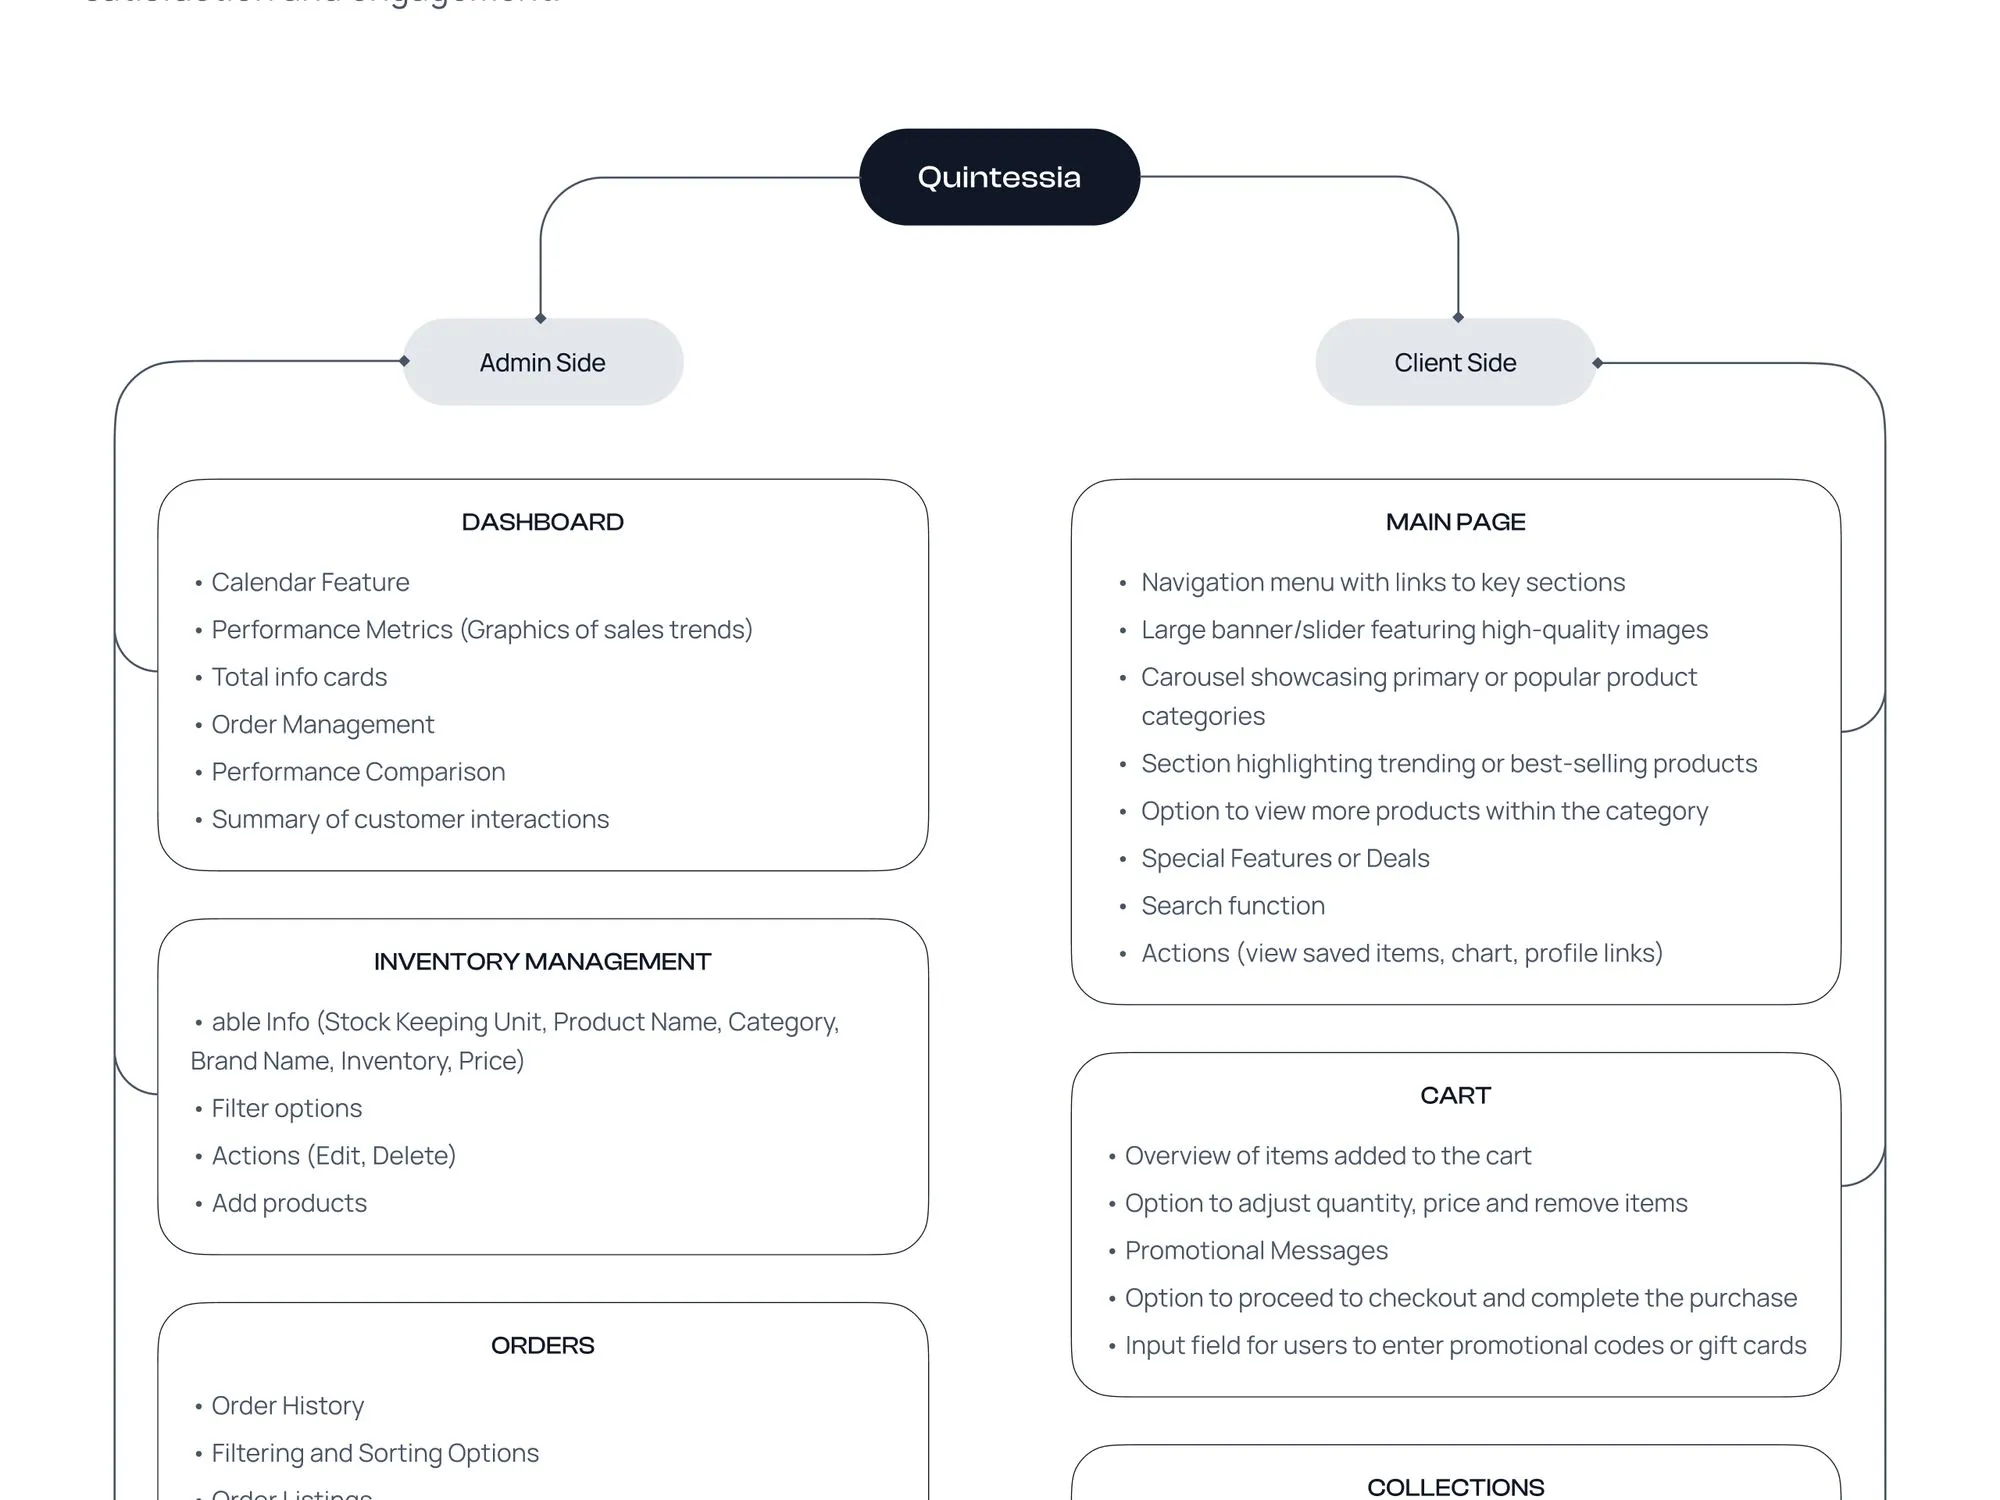 satisfaction and engagement.
Quintessia
Admin Side
Client Side
DASHBOARD
• Calendar Feature
• Performance Metrics (Graphics of sales trends)
• Total info cards
• Order Management
• Performance Comparison
• Summary of customer interactions
INVENTORY MANAGEMENT
• able Info (Stock Keeping Unit, Product Name, Category,
Brand Name, Inventory, Price)
• Filter options
• Actions (Edit, Delete)
• Add products
ORDERS
• Order History
• Filtering and Sorting Options
• Order Listings
MAIN PAGE
• Navigation menu with links to key sections
• Large banner/slider featuring high-quality images
• Carousel showcasing primary or popular product
categories
• Section highlighting trending or best-selling products
• Option to view more products within the category
• Special Features or Deals
• Search function
• Actions (view saved items, chart, profile links)
CART
• Overview of items added to the cart
• Option to adjust quantity, price and remove items
• Promotional Messages
• Option to proceed to checkout and complete the purchase
• Input field for users to enter promotional codes or gift cards
COLLECTIONS